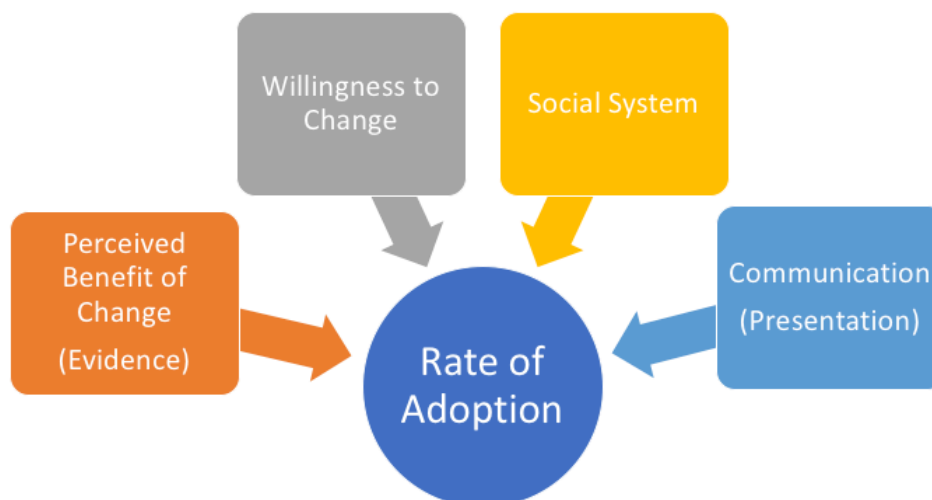 Willingness to
Change
Social System
Perceived
Benefit of
Change
(Evidence)
Communication
(Presentation)
Rate of
Adoption